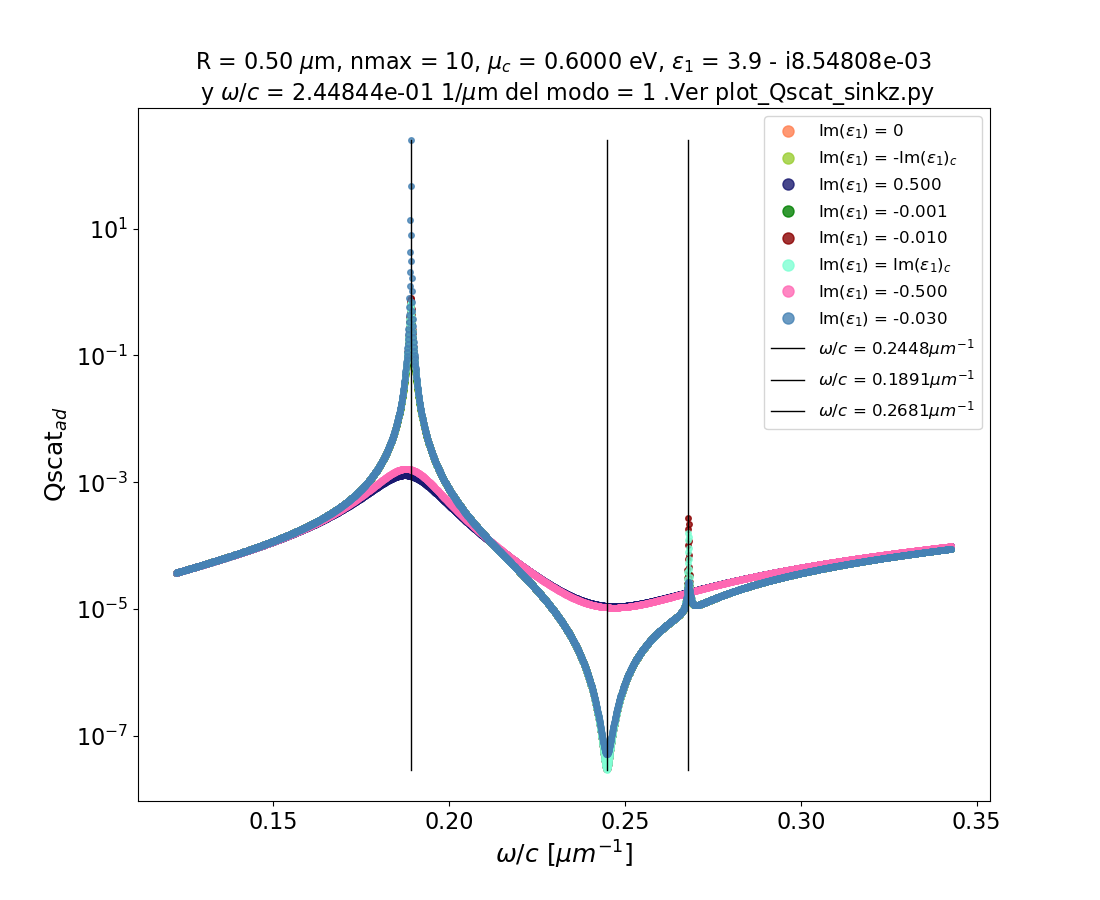 R = 0.50 μm, nmax = 10, μ_c = 0.6000 eV, ε₁ = 3.9 - i8.54808e-03
y ω/c = 2.44844e-01 1/μm del modo = 1 .Ver plot_Qscat_sinkz.py
Im(ε₁) = 0
Im(ε₁) = -Im(ε₁)_c
Im(ε₁) = 0.500
Im(ε₁) = -0.001
Im(ε₁) = -0.010
Im(ε₁) = Im(ε₁)_c
Im(ε₁) = -0.500
Im(ε₁) = -0.030
ω/c = 0.2448μm⁻¹
ω/c = 0.1891μm⁻¹
ω/c = 0.2681μm⁻¹
Qscat_ad
10¹
10⁻¹
10⁻³
10⁻⁵
10⁻⁷
0.15 0.20 0.25 0.30 0.35
ω/c [μm⁻¹]